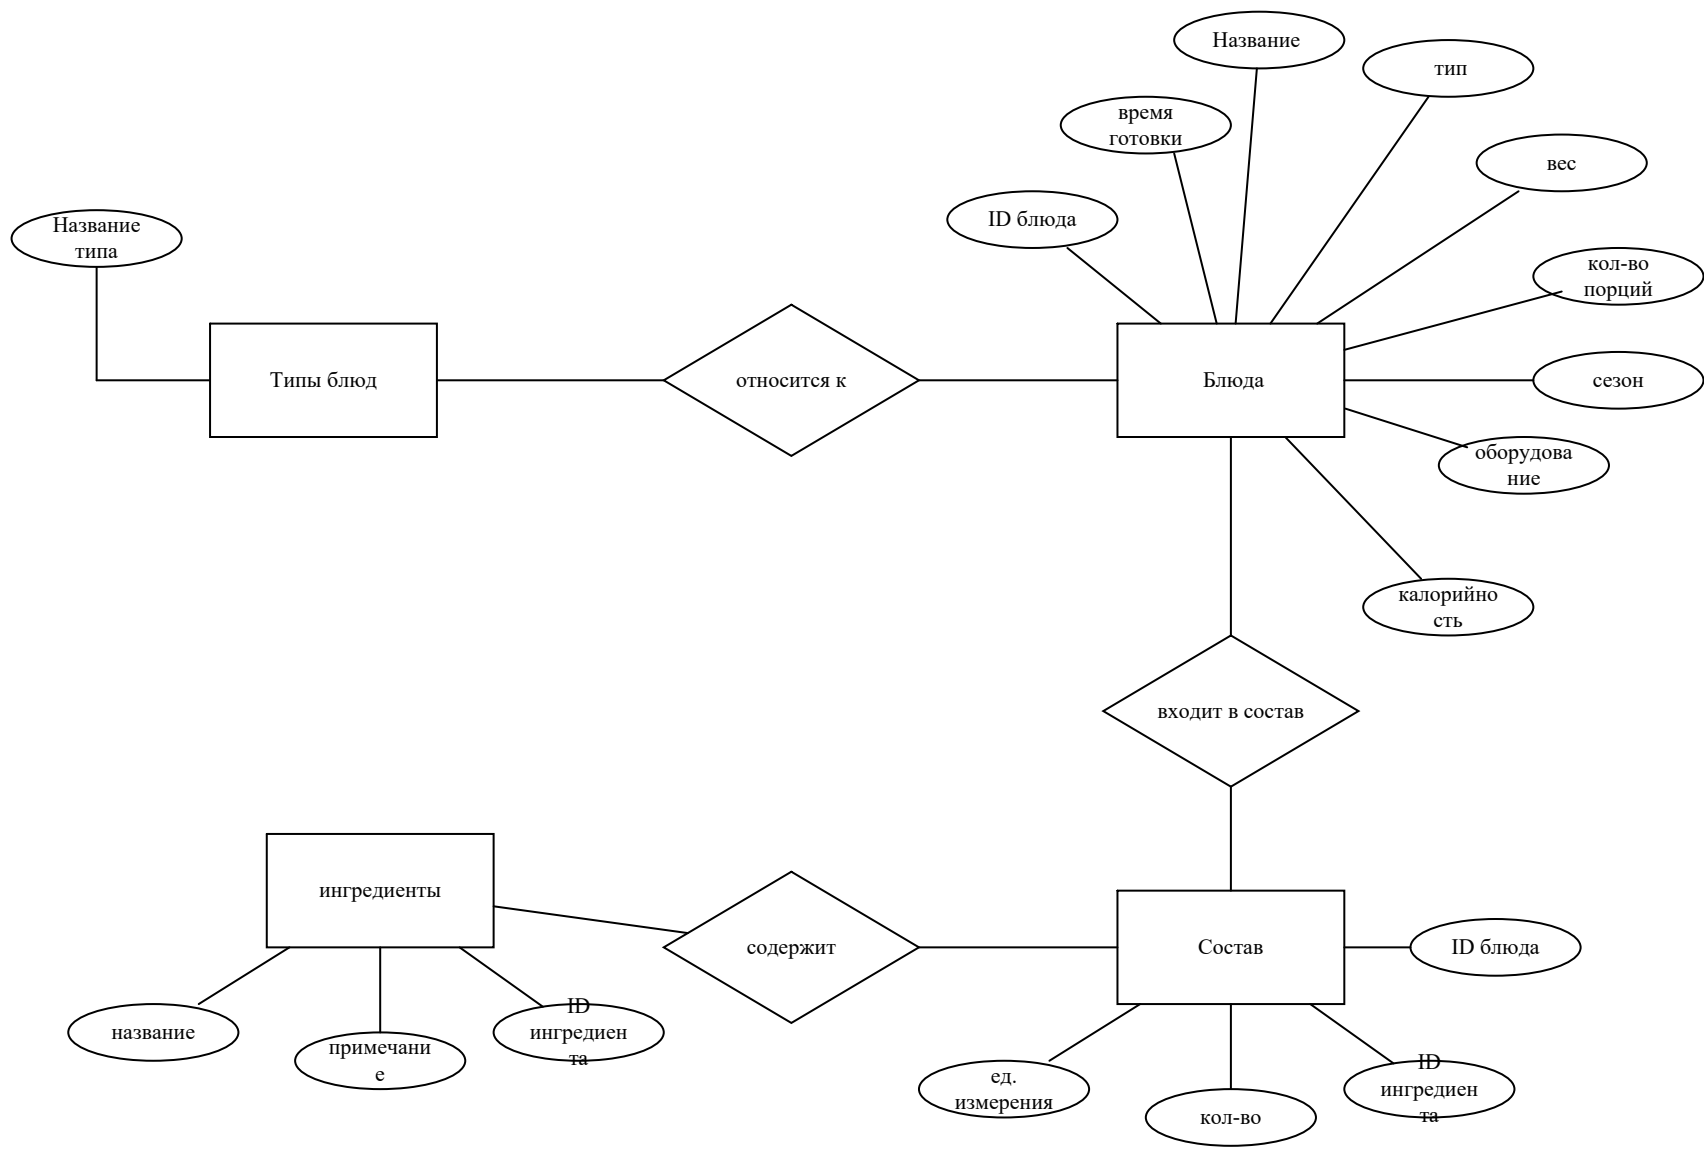 Название
тип
время
готовки
вес
ID блюда
Название
типа
кол-во
порций
Типы блюд
относится к
Блюда
сезон
оборудова
ние
калорийно
сть
входит в состав
ингредиенты
содержит
Состав
ID блюда
название
примечани
е
ID
ингредиен
та
ед.
измерения
кол-во
ID
ингредиен
та